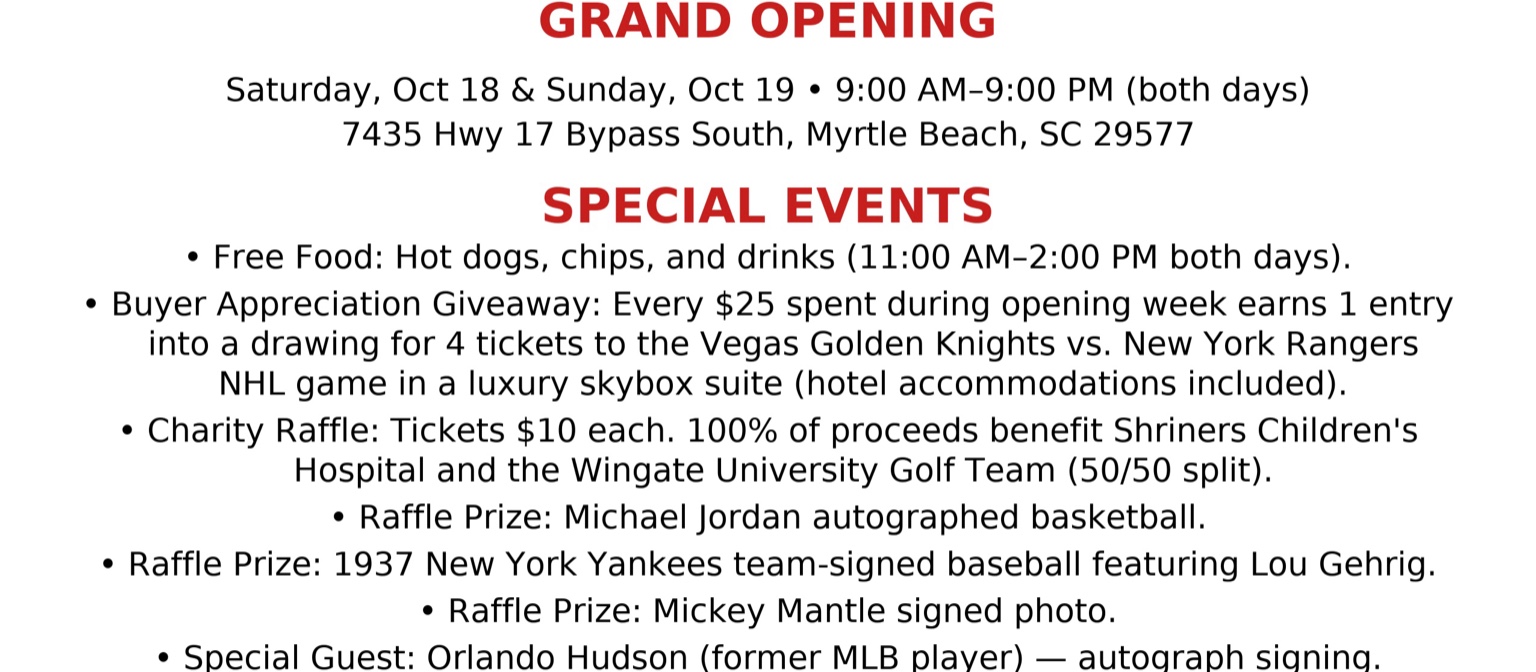 GRAND OPENING
Saturday, Oct 18 & Sunday, Oct 19 • 9:00 AM–9:00 PM (both days)
7435 Hwy 17 Bypass South, Myrtle Beach, SC 29577
SPECIAL EVENTS
• Free Food: Hot dogs, chips, and drinks (11:00 AM–2:00 PM both days).
• Buyer Appreciation Giveaway: Every $25 spent during opening week earns 1 entry
into a drawing for 4 tickets to the Vegas Golden Knights vs. New York Rangers
NHL game in a luxury skybox suite (hotel accommodations included).
• Charity Raffle: Tickets $10 each. 100% of proceeds benefit Shriners Children's
Hospital and the Wingate University Golf Team (50/50 split).
• Raffle Prize: Michael Jordan autographed basketball.
• Raffle Prize: 1937 New York Yankees team-signed baseball featuring Lou Gehrig.
• Raffle Prize: Mickey Mantle signed photo.
• Special Guest: Orlando Hudson (former MLB player) — autograph signing.